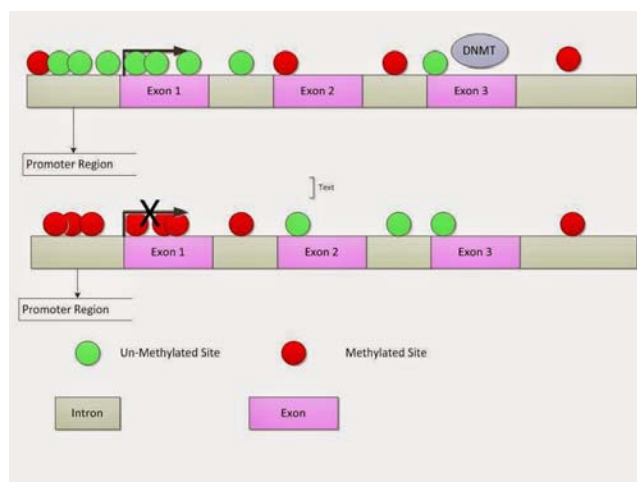 DNMT
Exon 1
Exon 2
Exon 3
Promoter Region
Text
X
Exon 1
Exon 2
Exon 3
Promoter Region
Un-Methylated Site
Methylated Site
Intron
Exon